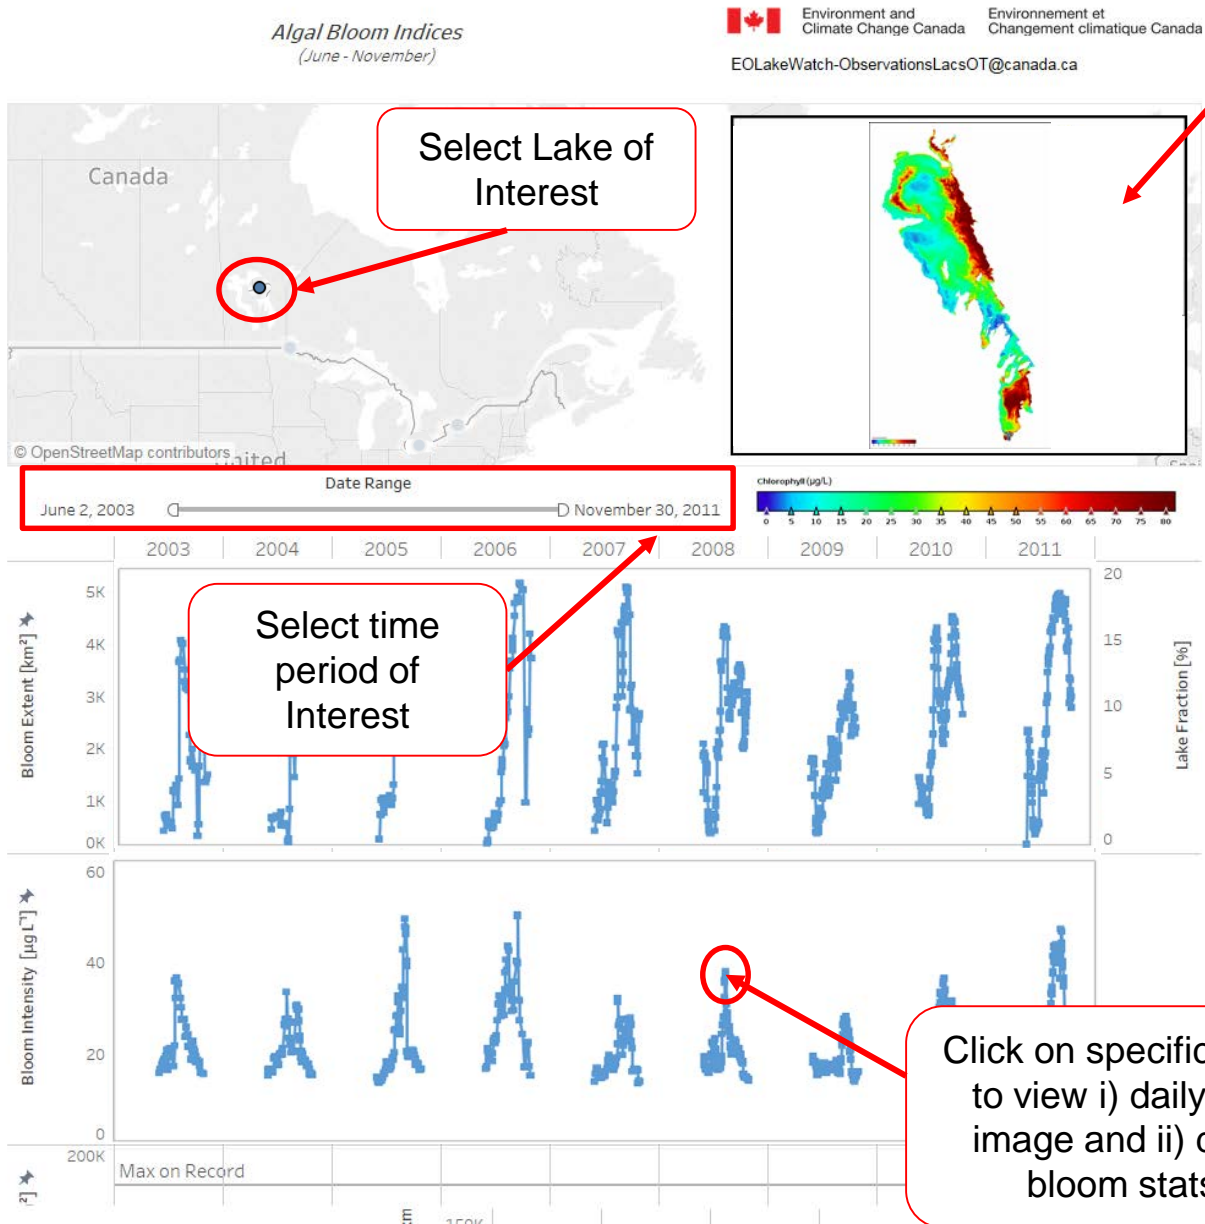 Algal Bloom Indices
(June - November)
Environment and
Climate Change Canada
Environnement et
Changement climatique Canada
EOLakeWatch-ObservationsLacsOT@canada.ca
Canada
Select Lake of
Interest
© OpenStreetMap contributors
United
Date Range
June 2, 2003
November 30, 2011
Chlorophyll (µg/L)
0 5 10 15 20 25 30 35 40 45 50 55 60 65 70 75 80
2003 2004 2005 2006 2007 2008 2009 2010 2011
Bloom Extent [km²]
5K
4K
3K
2K
1K
0K
Select time
period of
Interest
Lake Fraction [%]
20
15
10
5
0
Bloom Intensity [µg L⁻¹]
60
40
20
0
Click on specific
to view i) daily
image and ii)
bloom stats
200K
Max on Record
150K